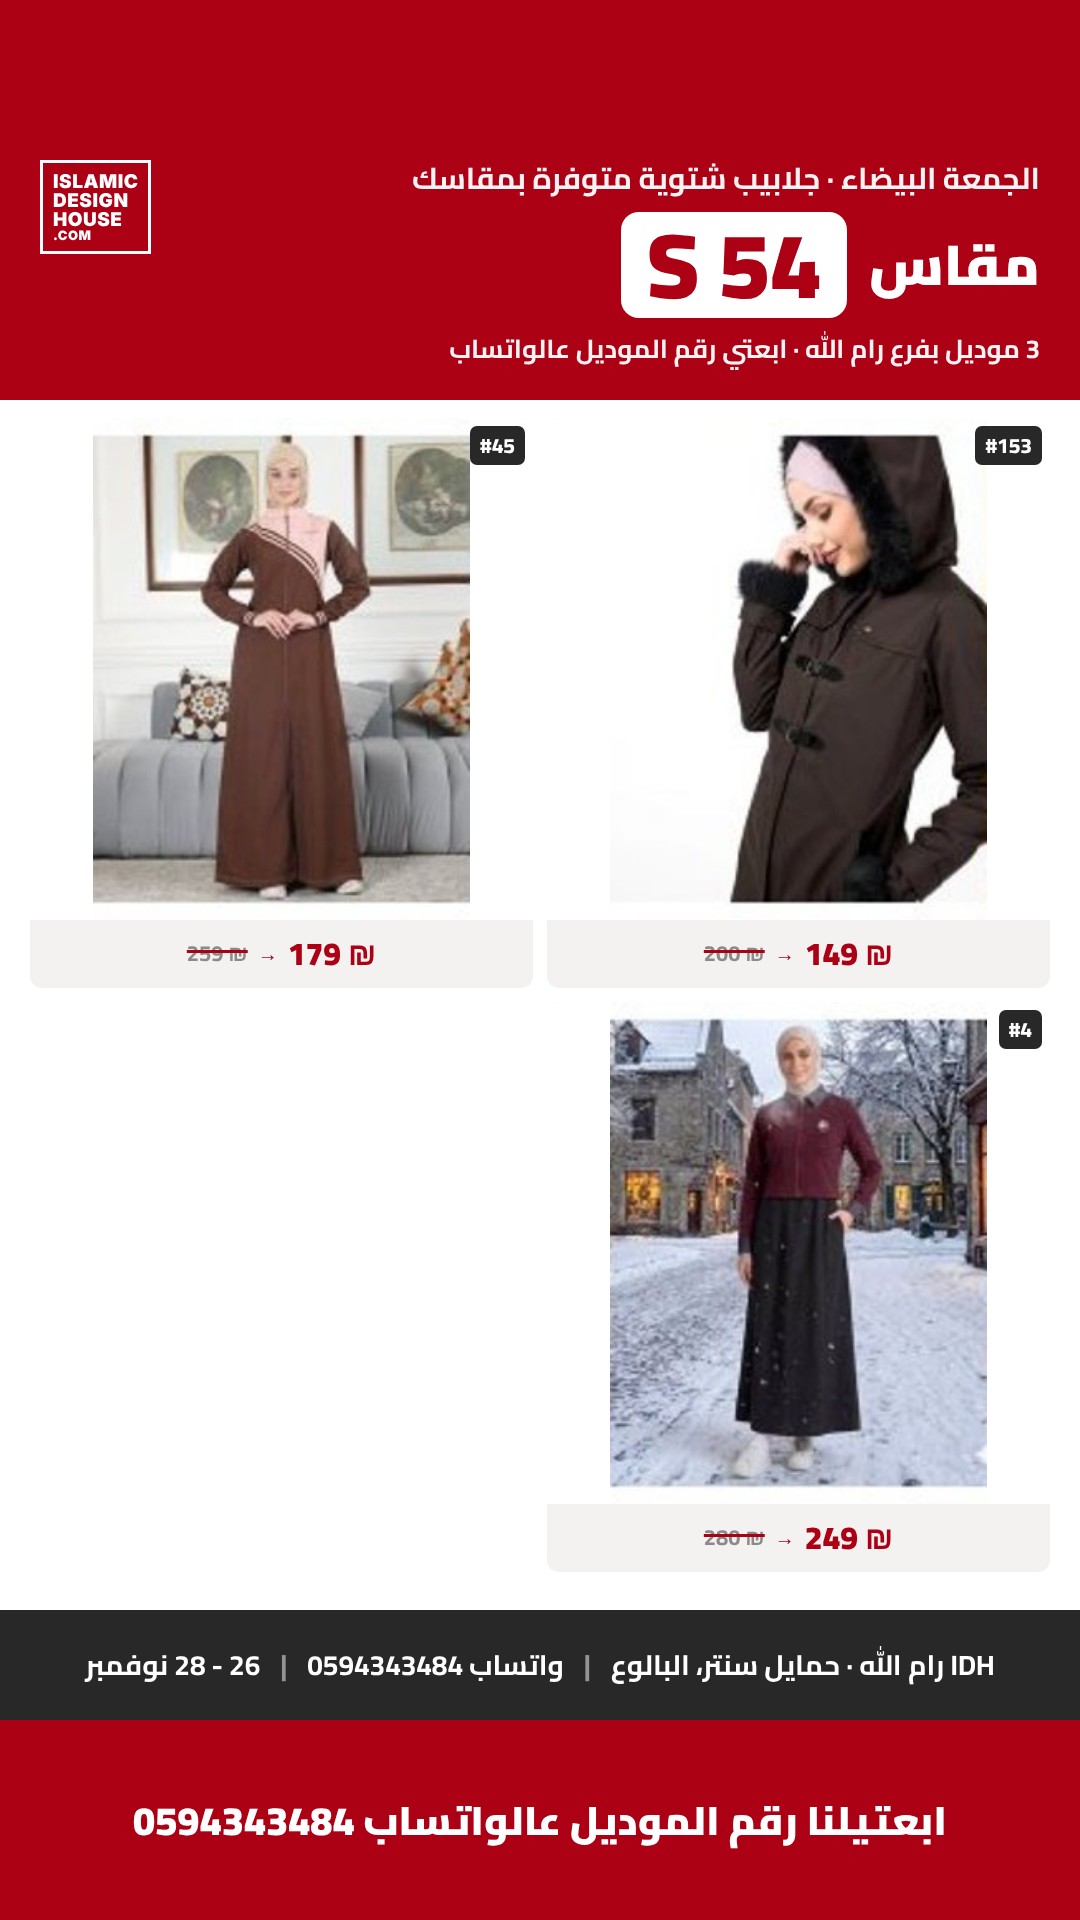 ISLAMIC
DESIGN
HOUSE
.COM
الجمعة البيضاء · جلابيب شتوية متوفرة بمقاسك
مقاس S 54
3 موديل بفرع رام الله · ابعتي رقم الموديل عالواتساب
#153
₪ 149 → ₪ 200
#45
₪ 179 → ₪ 259
#4
₪ 249 → ₪ 280
IDH رام الله · حمايل سنتر، البالوع | واتساب 0594343484 | 26 - 28 نوفمبر
ابعتيلنا رقم الموديل عالواتساب 0594343484